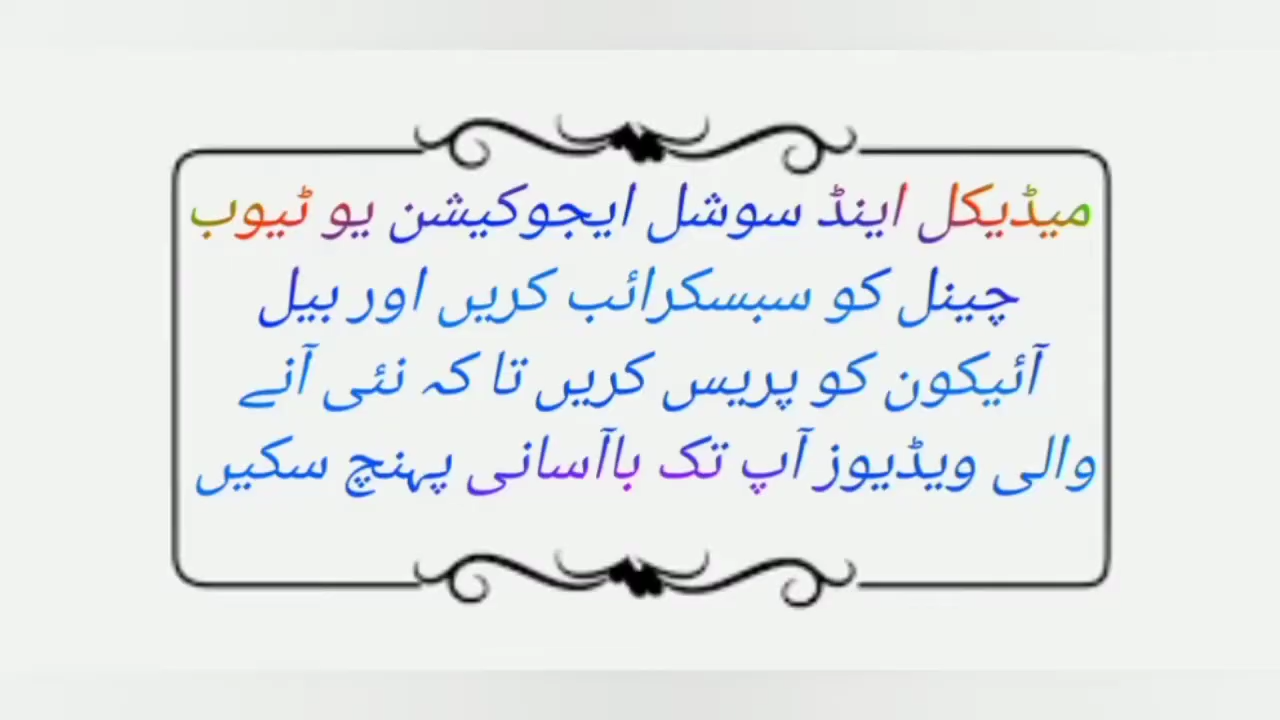 میڈیکل اینڈ سوشل ایجوکیشن یو ٹیوب
چینل کو سبسکرائب کریں اور بیل
آئیکون کو پریس کریں تا کہ نئی آنے
والی ویڈیوز آپ تک باآسانی پہنچ سکیں